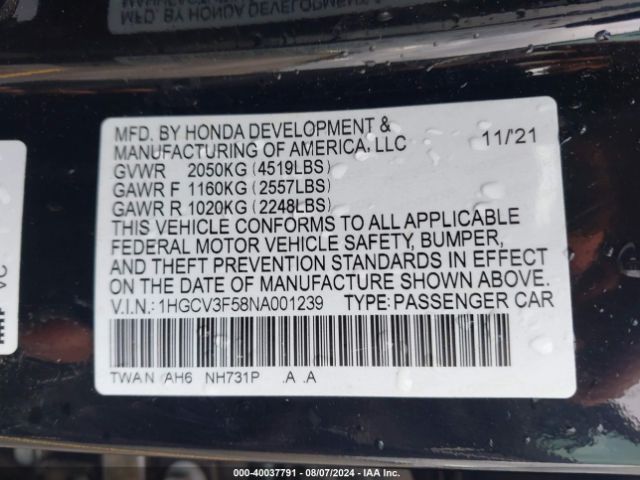 MFD. BY HONDA DEVELOPMENT &
MANUFACTURING OF AMERICA, LLC 11/'21
GVWR 2050KG (4519LBS)
GAWR F 1160KG (2557LBS)
GAWR R 1020KG (2248LBS)
THIS VEHICLE CONFORMS TO ALL APPLICABLE
FEDERAL MOTOR VEHICLE SAFETY, BUMPER,
AND THEFT PREVENTION STANDARDS IN EFFECT
ON THE DATE OF MANUFACTURE SHOWN ABOVE.
V.I.N.: 1HGCV3F58NA001239 TYPE: PASSENGER CAR
TWAN AH6 NH731P .A .A
VC
000-40037791 - 08/07/2024 - IAA Inc.